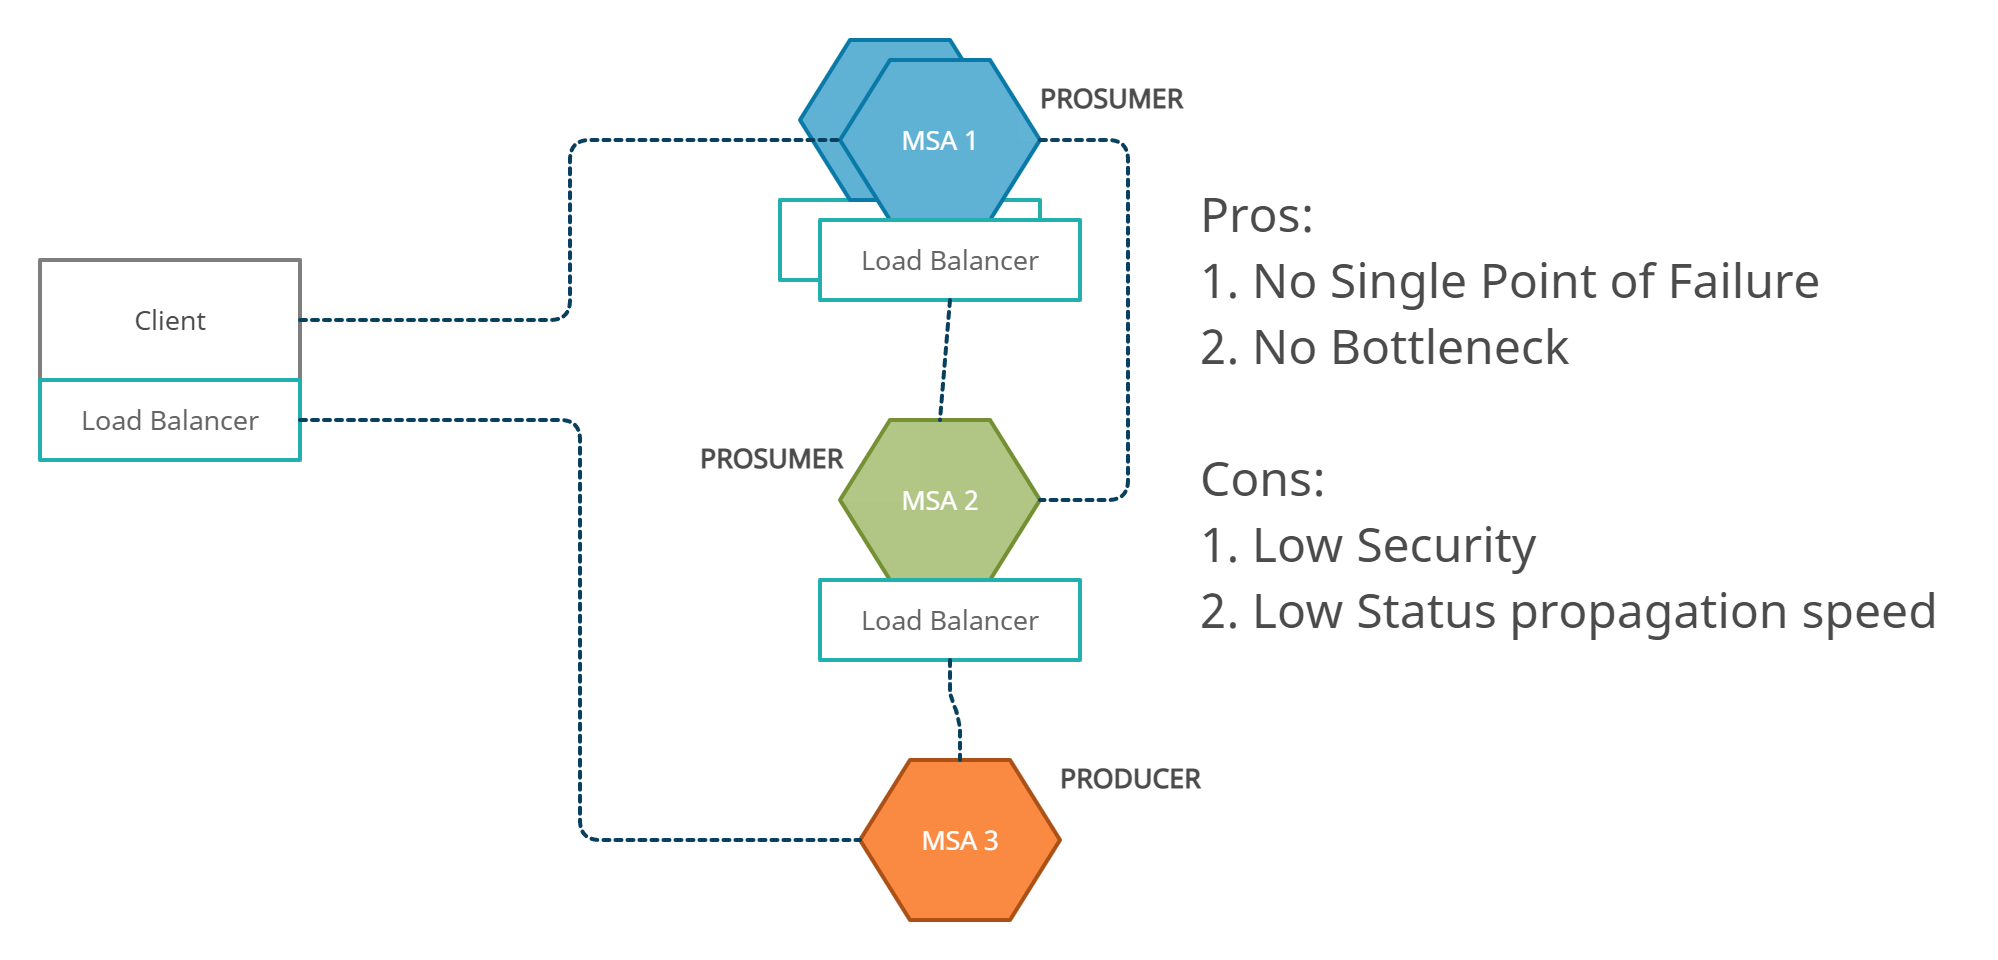 PROSUMER
MSA 1
Load Balancer
Client
Load Balancer
PROSUMER
MSA 2
Load Balancer
PRODUCER
MSA 3
Pros:
1. No Single Point of Failure
2. No Bottleneck
Cons:
1. Low Security
2. Low Status propagation speed